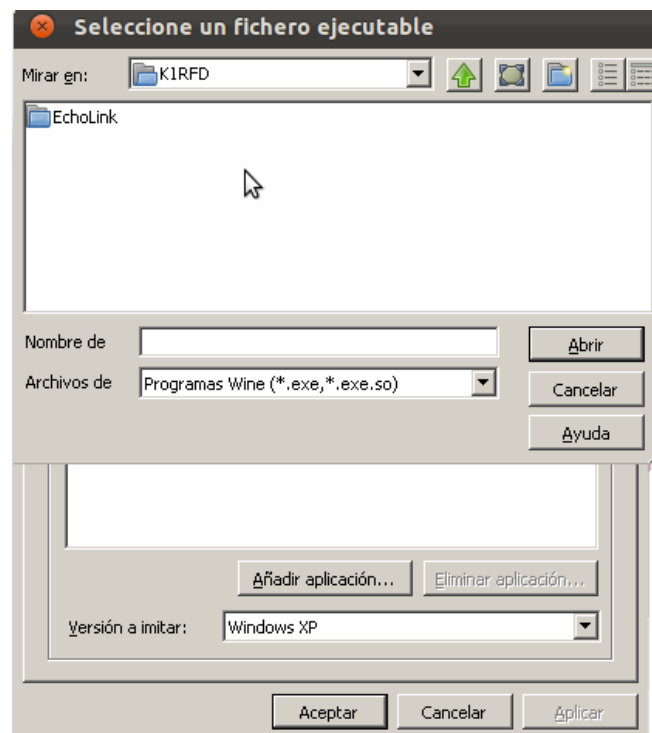 Seleccione un fichero ejecutable
Mirar en: K1RFD
EchoLink
Nombre de
Abrir
Archivos de Programas Wine (*.exe,*.exe.so)
Cancelar
Ayuda
Añadir aplicación... Eliminar aplicación...
Versión a imitar: Windows XP
Aceptar Cancelar Aplicar